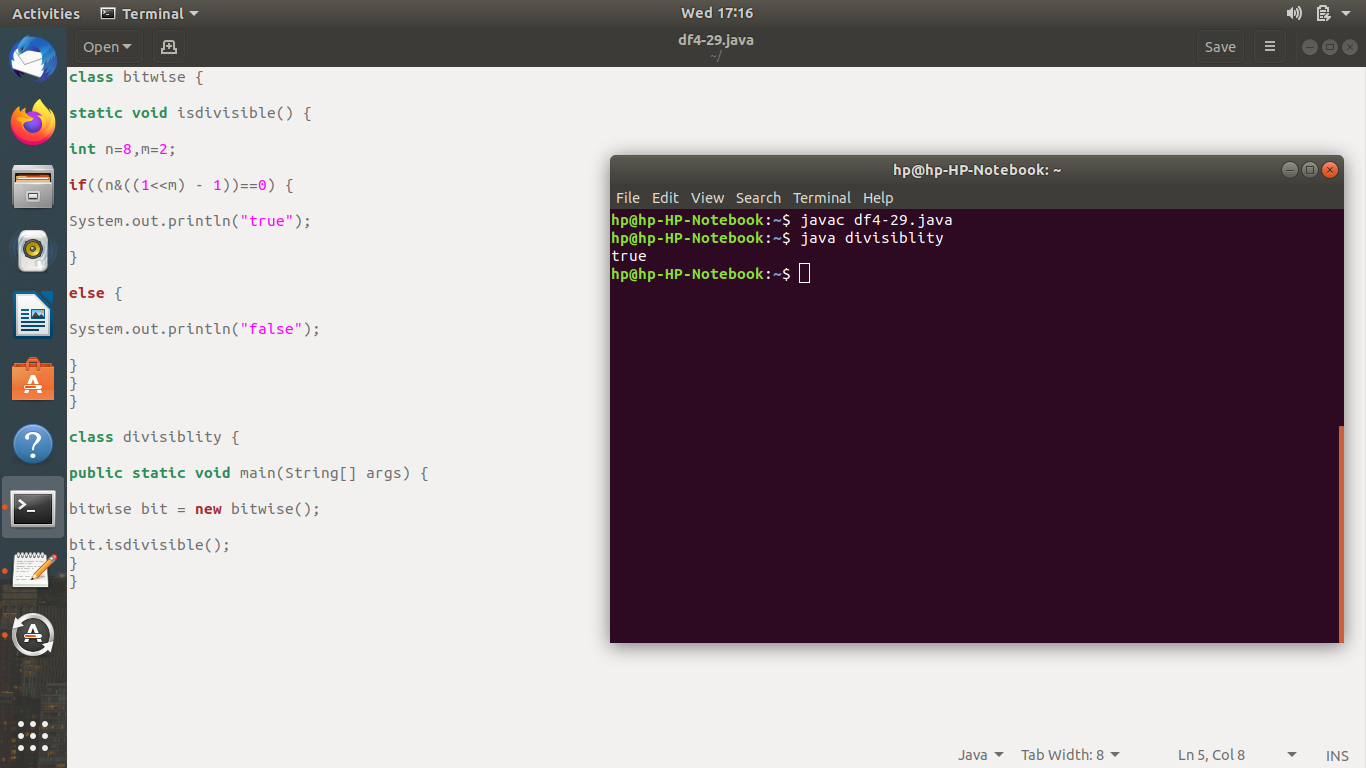 Activities Terminal Wed 17:16
Open df4-29.java Save
~/
class bitwise {
static void isdivisible() {
int n=8,m=2;
if((n&((1<<m) - 1))==0) {
System.out.println("true");
}
else {
System.out.println("false");
}
}
}
class divisiblity {
public static void main(String[] args) {
bitwise bit = new bitwise();
bit.isdivisible();
}
}
hp@hp-HP-Notebook: ~
File Edit View Search Terminal Help
hp@hp-HP-Notebook:~$ javac df4-29.java
hp@hp-HP-Notebook:~$ java divisiblity
true
hp@hp-HP-Notebook:~$
Java Tab Width: 8 Ln 5, Col 8 INS